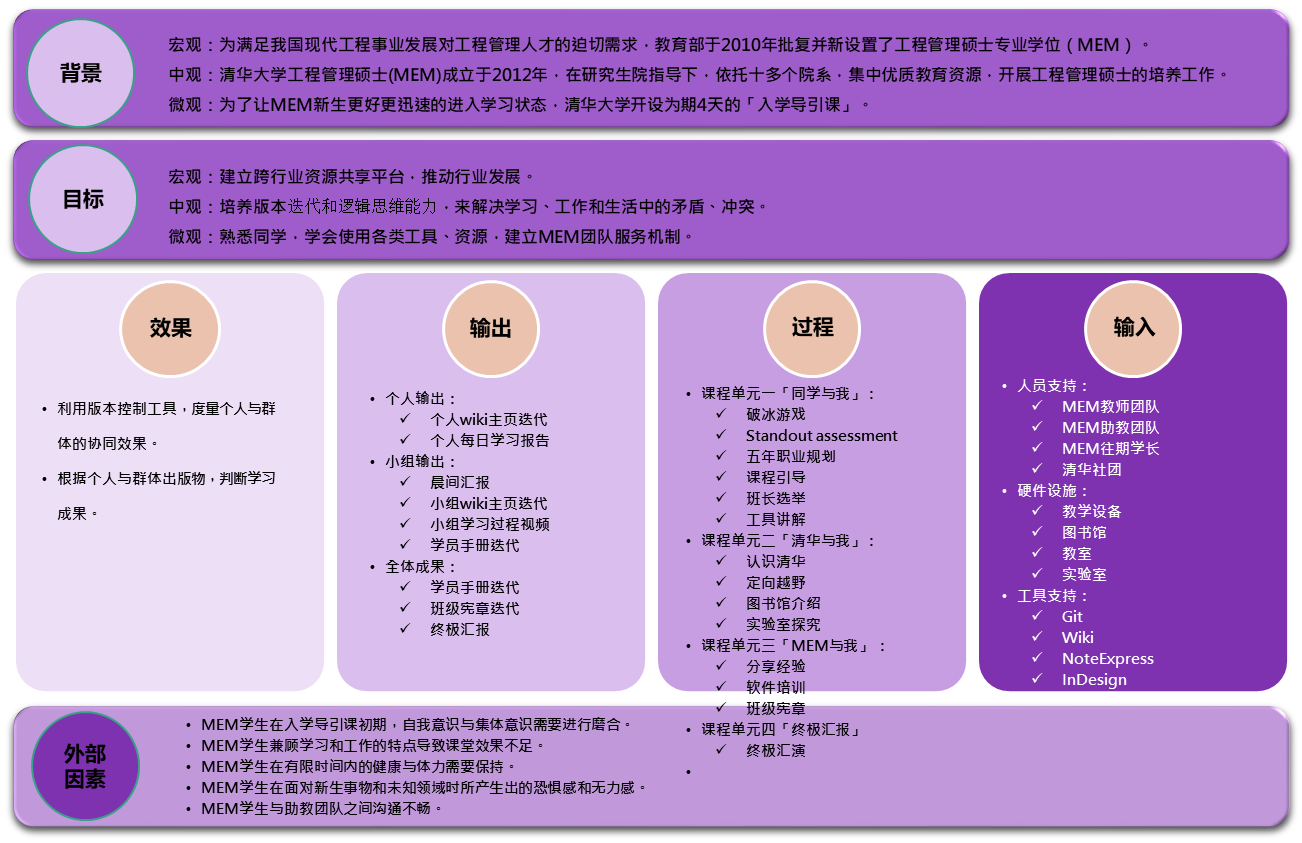 背景
宏观：为满足我国现代工程事业发展对工程管理人才的迫切需求，教育部于2010年批复并新设置了工程管理硕士专业学位（MEM）。
中观：清华大学工程管理硕士(MEM)成立于2012年，在研究生院指导下，依托十多个院系，集中优质教育资源，开展工程管理硕士的培养工作。
微观：为了让MEM新生更好更迅速的进入学习状态，清华大学开设为期4天的「入学导引课」。
目标
宏观：建立跨行业资源共享平台，推动行业发展。
中观：培养版本迭代和逻辑思维能力，来解决学习、工作和生活中的矛盾、冲突。
微观：熟悉同学，学会使用各类工具、资源，建立MEM团队服务机制。
效果
• 利用版本控制工具，度量个人与群
体的协同效果。
• 根据个人与群体出版物，判断学习
成果。
输出
• 个人输出：
✓ 个人wiki主页迭代
✓ 个人每日学习报告
• 小组输出：
✓ 晨间汇报
✓ 小组wiki主页迭代
✓ 小组学习过程视频
✓ 学员手册迭代
• 全体成果：
✓ 学员手册迭代
✓ 班级宪章迭代
✓ 终极汇报
过程
• 课程单元一「同学与我」：
✓ 破冰游戏
✓ Standout assessment
✓ 五年职业规划
✓ 课程引导
✓ 班长选举
✓ 工具讲解
• 课程单元二「清华与我」：
✓ 认识清华
✓ 定向越野
✓ 图书馆介绍
✓ 实验室探究
• 课程单元三「MEM与我」：
✓ 分享经验
✓ 软件培训
✓ 班级宪章
• 课程单元四「终极汇报」
✓ 终极汇演
•
输入
• 人员支持：
✓ MEM教师团队
✓ MEM助教团队
✓ MEM往期学长
✓ 清华社团
• 硬件设施：
✓ 教学设备
✓ 图书馆
✓ 教室
✓ 实验室
• 工具支持：
✓ Git
✓ Wiki
✓ NoteExpress
✓ InDesign
外部
因素
• MEM学生在入学导引课初期，自我意识与集体意识需要进行磨合。
• MEM学生兼顾学习和工作的特点导致课堂效果不足。
• MEM学生在有限时间内的健康与体力需要保持。
• MEM学生在面对新生事物和未知领域时所产生出的恐惧感和无力感。
• MEM学生与助教团队之间沟通不畅。